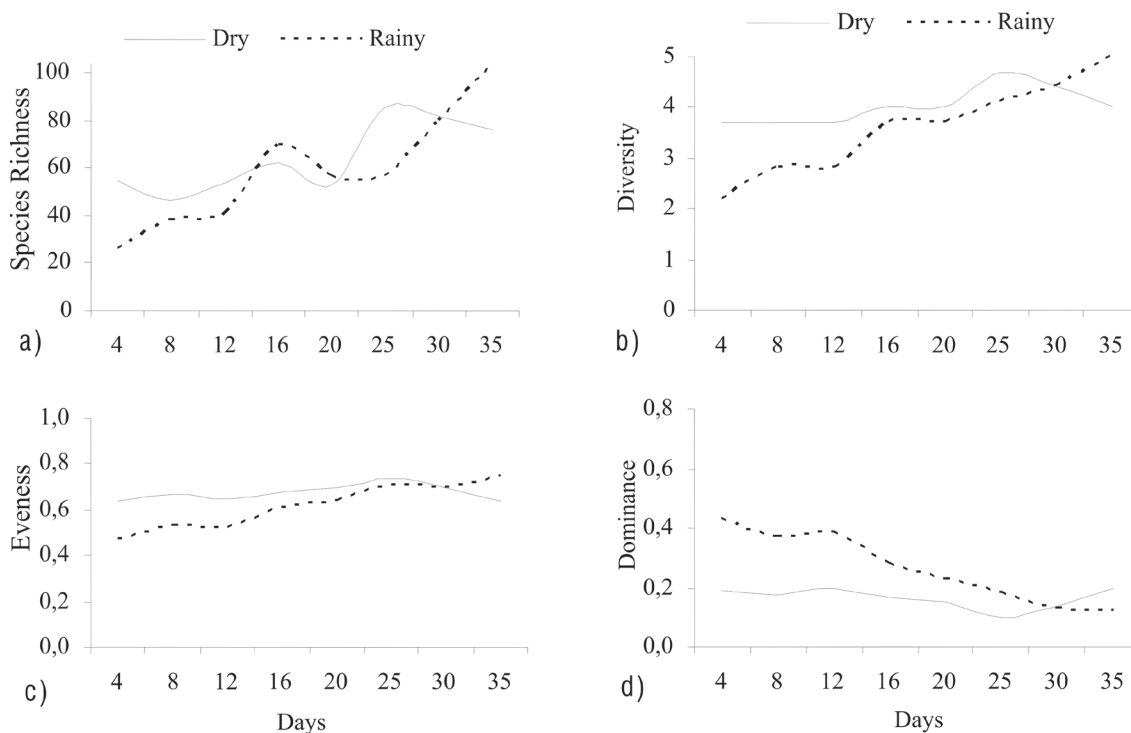 Dry Rainy
Species Richness
100
80
60
40
20
0
a)
4 8 12 16 20 25 30 35
Dry Rainy
Diversity
5
4
3
2
1
0
b)
4 7 12 16 20 25 30 35
Eveness
1,0
0,8
0,6
0,4
0,2
0,0
c)
4 8 12 16 20 25 30 35
Days
Dominance
0,8
0,6
0,4
0,2
0,0
d)
4 8 12 16 20 25 30 35
Days